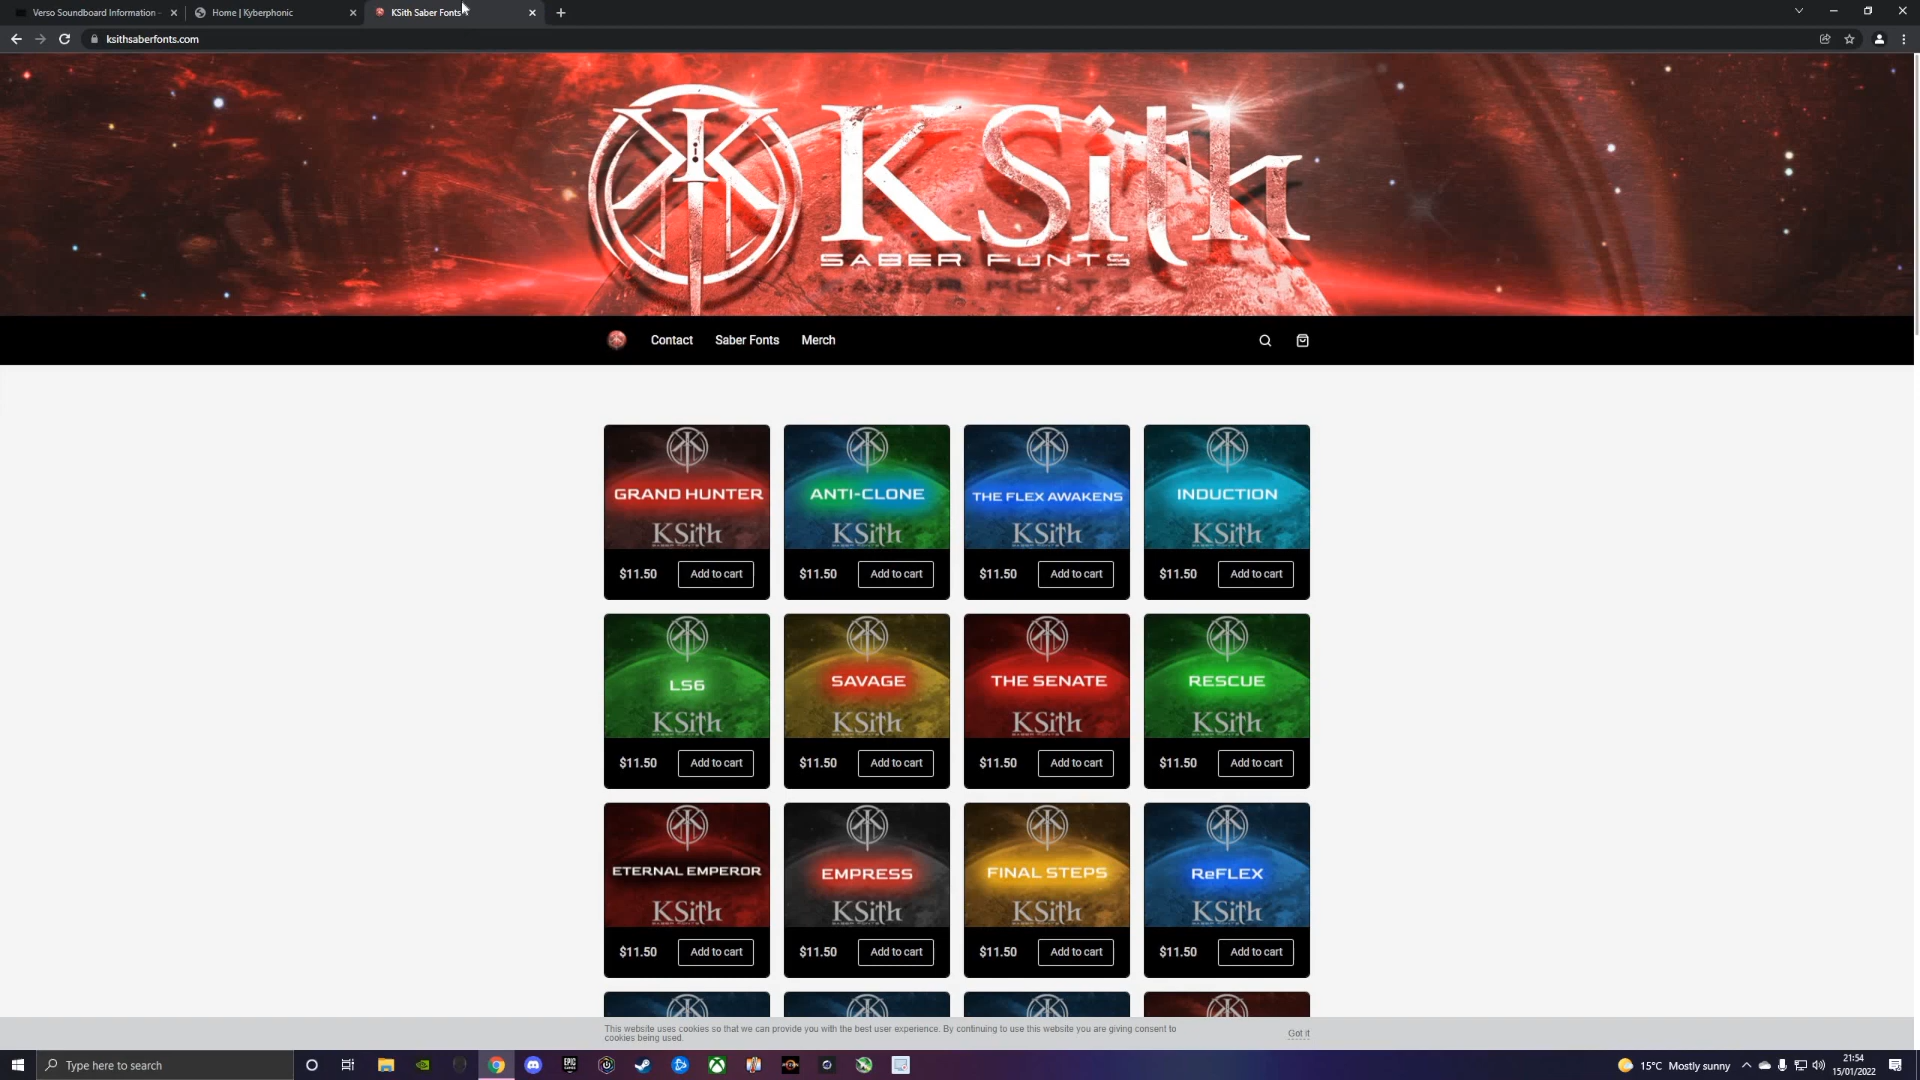 Verso Soundboard Information -
Home | Kyberphonic
KSith Saber Fonts
ksithsaberfonts.com
KSith
SABER FONTS
Contact
Saber Fonts
Merch
GRAND HUNTER
KSith
ANTI-CLONE
KSith
THE FLEX AWAKENS
KSith
INDUCTION
KSith
$11.50 Add to cart
$11.50 Add to cart
$11.50 Add to cart
$11.50 Add to cart
LS6
KSith
SAVAGE
KSith
THE SENATE
KSith
RESCUE
KSith
$11.50 Add to cart
$11.50 Add to cart
$11.50 Add to cart
$11.50 Add to cart
ETERNAL EMPEROR
KSith
EMPRESS
KSith
FINAL STEPS
KSith
ReFLEX
KSith
$11.50 Add to cart
$11.50 Add to cart
$11.50 Add to cart
$11.50 Add to cart
This website uses cookies so that we can provide you with the best user experience. By continuing to use this website you are giving consent to
cookies being used.
Got it
Type here to search
15°C Mostly sunny
21:54
15/01/2022